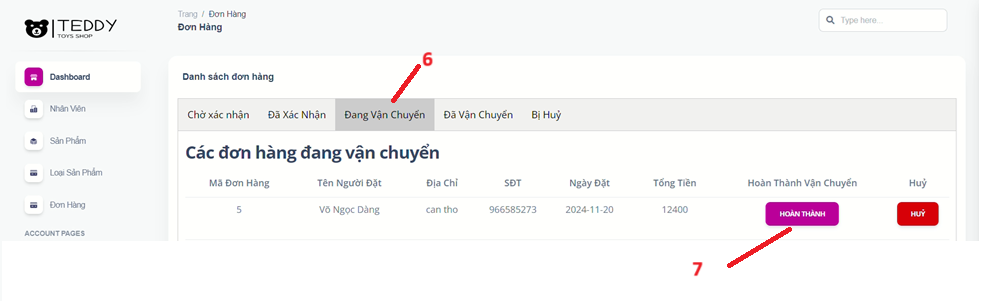 TEDDY
TOYS SHOP
Trang / Đơn Hàng
Đơn Hàng
Type here...
Dashboard
Nhân Viên
Sản Phẩm
Loại Sản Phẩm
Đơn Hàng
ACCOUNT PAGES
Danh sách đơn hàng
6
Chờ xác nhận Đã Xác Nhận Đang Vận Chuyển Đã Vận Chuyển Bị Huỷ
Các đơn hàng đang vận chuyển
Mã Đơn Hàng Tên Người Đặt Địa Chỉ SĐT Ngày Đặt Tổng Tiền Hoàn Thành Vận Chuyển Huỷ
5 Võ Ngọc Dàng can tho 966585273 2024-11-20 12400 HOÀN THÀNH HUỶ
7